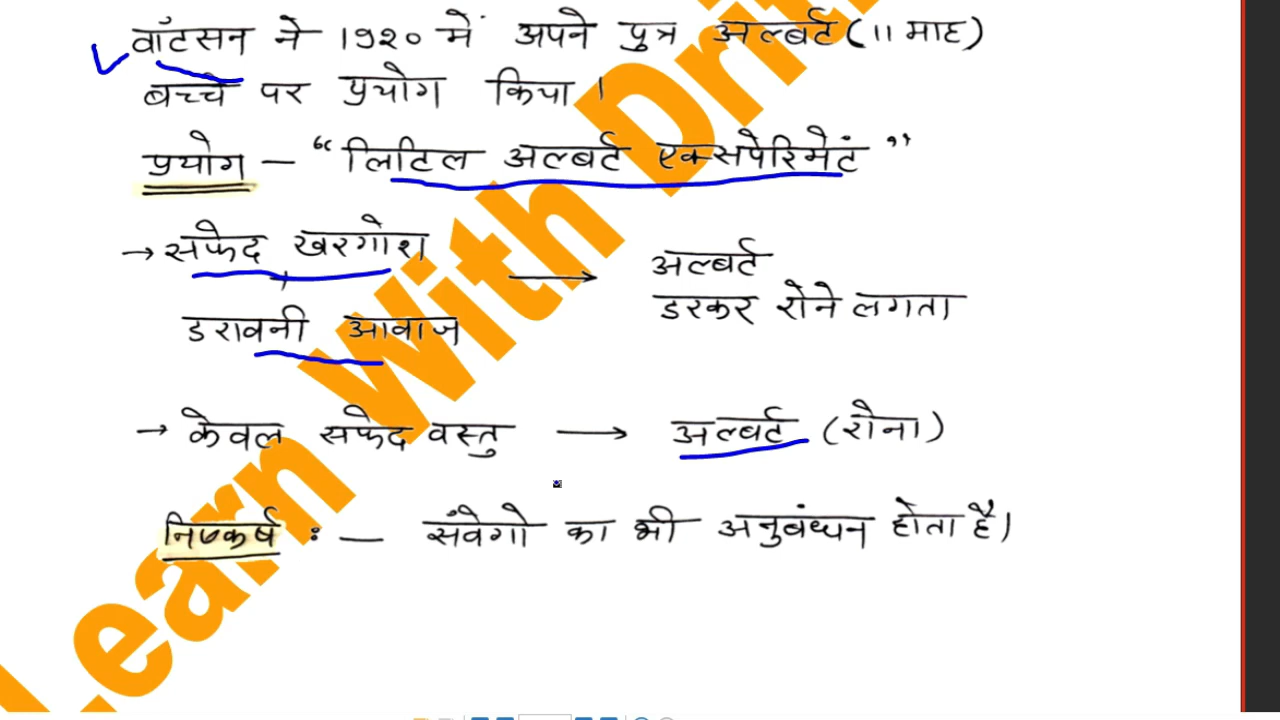 वॉटसन ने 1920 में अपने पुत्र अल्बर्ट (11 माह)
बच्चे पर प्रयोग किया।
प्रयोग – "लिटिल अल्बर्ट एक्सपेरिमेंट"
→ सफेद खरगोश
+
डरावनी आवाज
⟶ अल्बर्ट
डरकर रोने लगता
→ केवल सफेद वस्तु ⟶ अल्बर्ट (रोना)
निष्कर्ष :– संवेगो का भी अनुबंधन होता है।
Learn With Driti